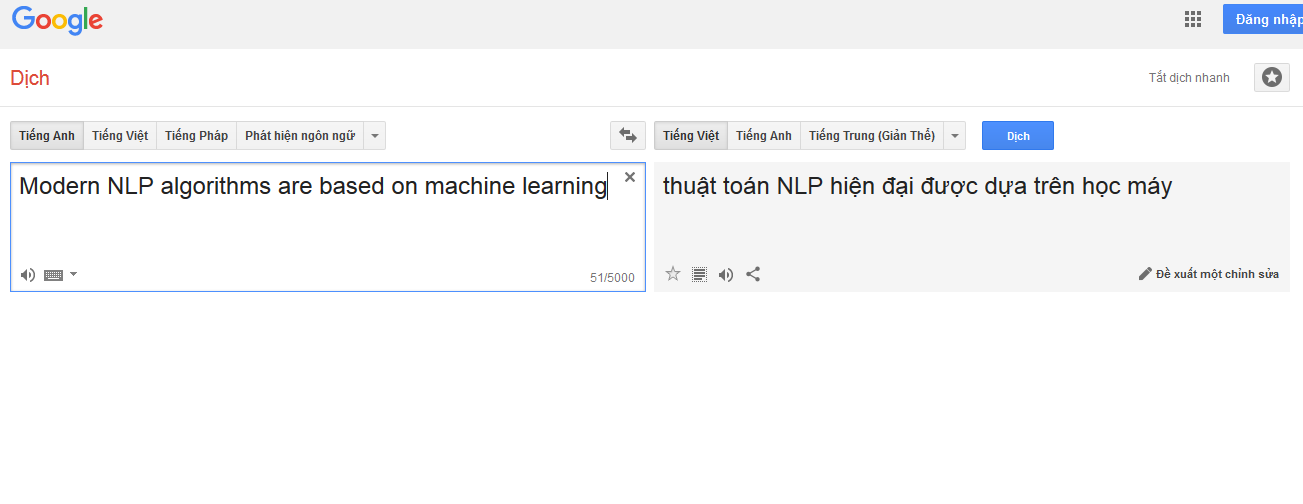 Google
Đăng nhập
Dịch
Tắt dịch nhanh
Tiếng Anh Tiếng Việt Tiếng Pháp Phát hiện ngôn ngữ
Tiếng Việt Tiếng Anh Tiếng Trung (Giản Thể) Dịch
Modern NLP algorithms are based on machine learning
thuật toán NLP hiện đại được dựa trên học máy
51/5000
Đề xuất một chỉnh sửa